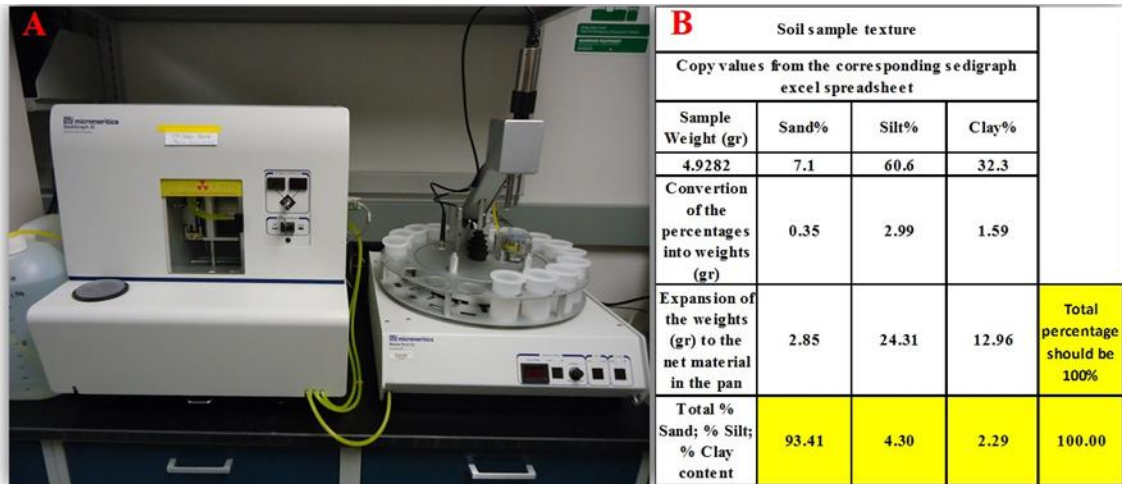 A
micromeritics
SediGraph III
micromeritics
B
Soil sample texture
Copy values from the corresponding sedigraph
excel spreadsheet
Sample
Weight (gr)
Sand%
Silt%
Clay%
4.9282
7.1
60.6
32.3
Convertion
of the
percentages
into weights
(gr)
0.35
2.99
1.59
Expansion of
the weights
(gr) to the
net material
in the pan
2.85
24.31
12.96
Total
percentage
should be
100%
Total %
Sand; % Silt;
% Clay
content
93.41
4.30
2.29
100.00